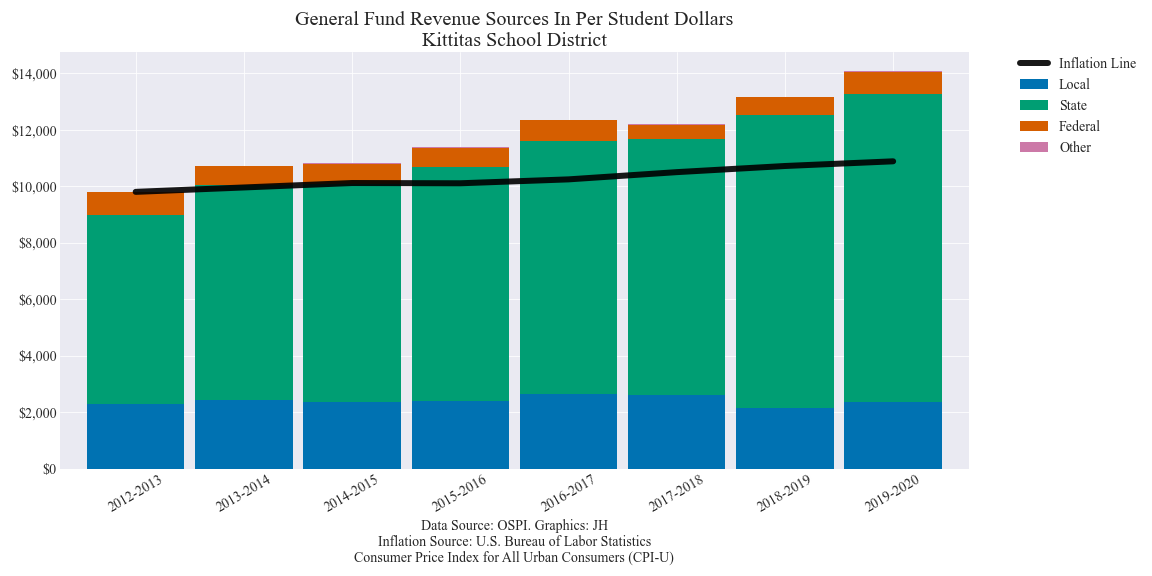 General Fund Revenue Sources In Per Student Dollars
Kittitas School District
$14,000
$12,000
$10,000
$8,000
$6,000
$4,000
$2,000
$0
Inflation Line
Local
State
Federal
Other
2012-2013
2013-2014
2014-2015
2015-2016
2016-2017
2017-2018
2018-2019
2019-2020
Data Source: OSPI. Graphics: JH
Inflation Source: U.S. Bureau of Labor Statistics
Consumer Price Index for All Urban Consumers (CPI-U)